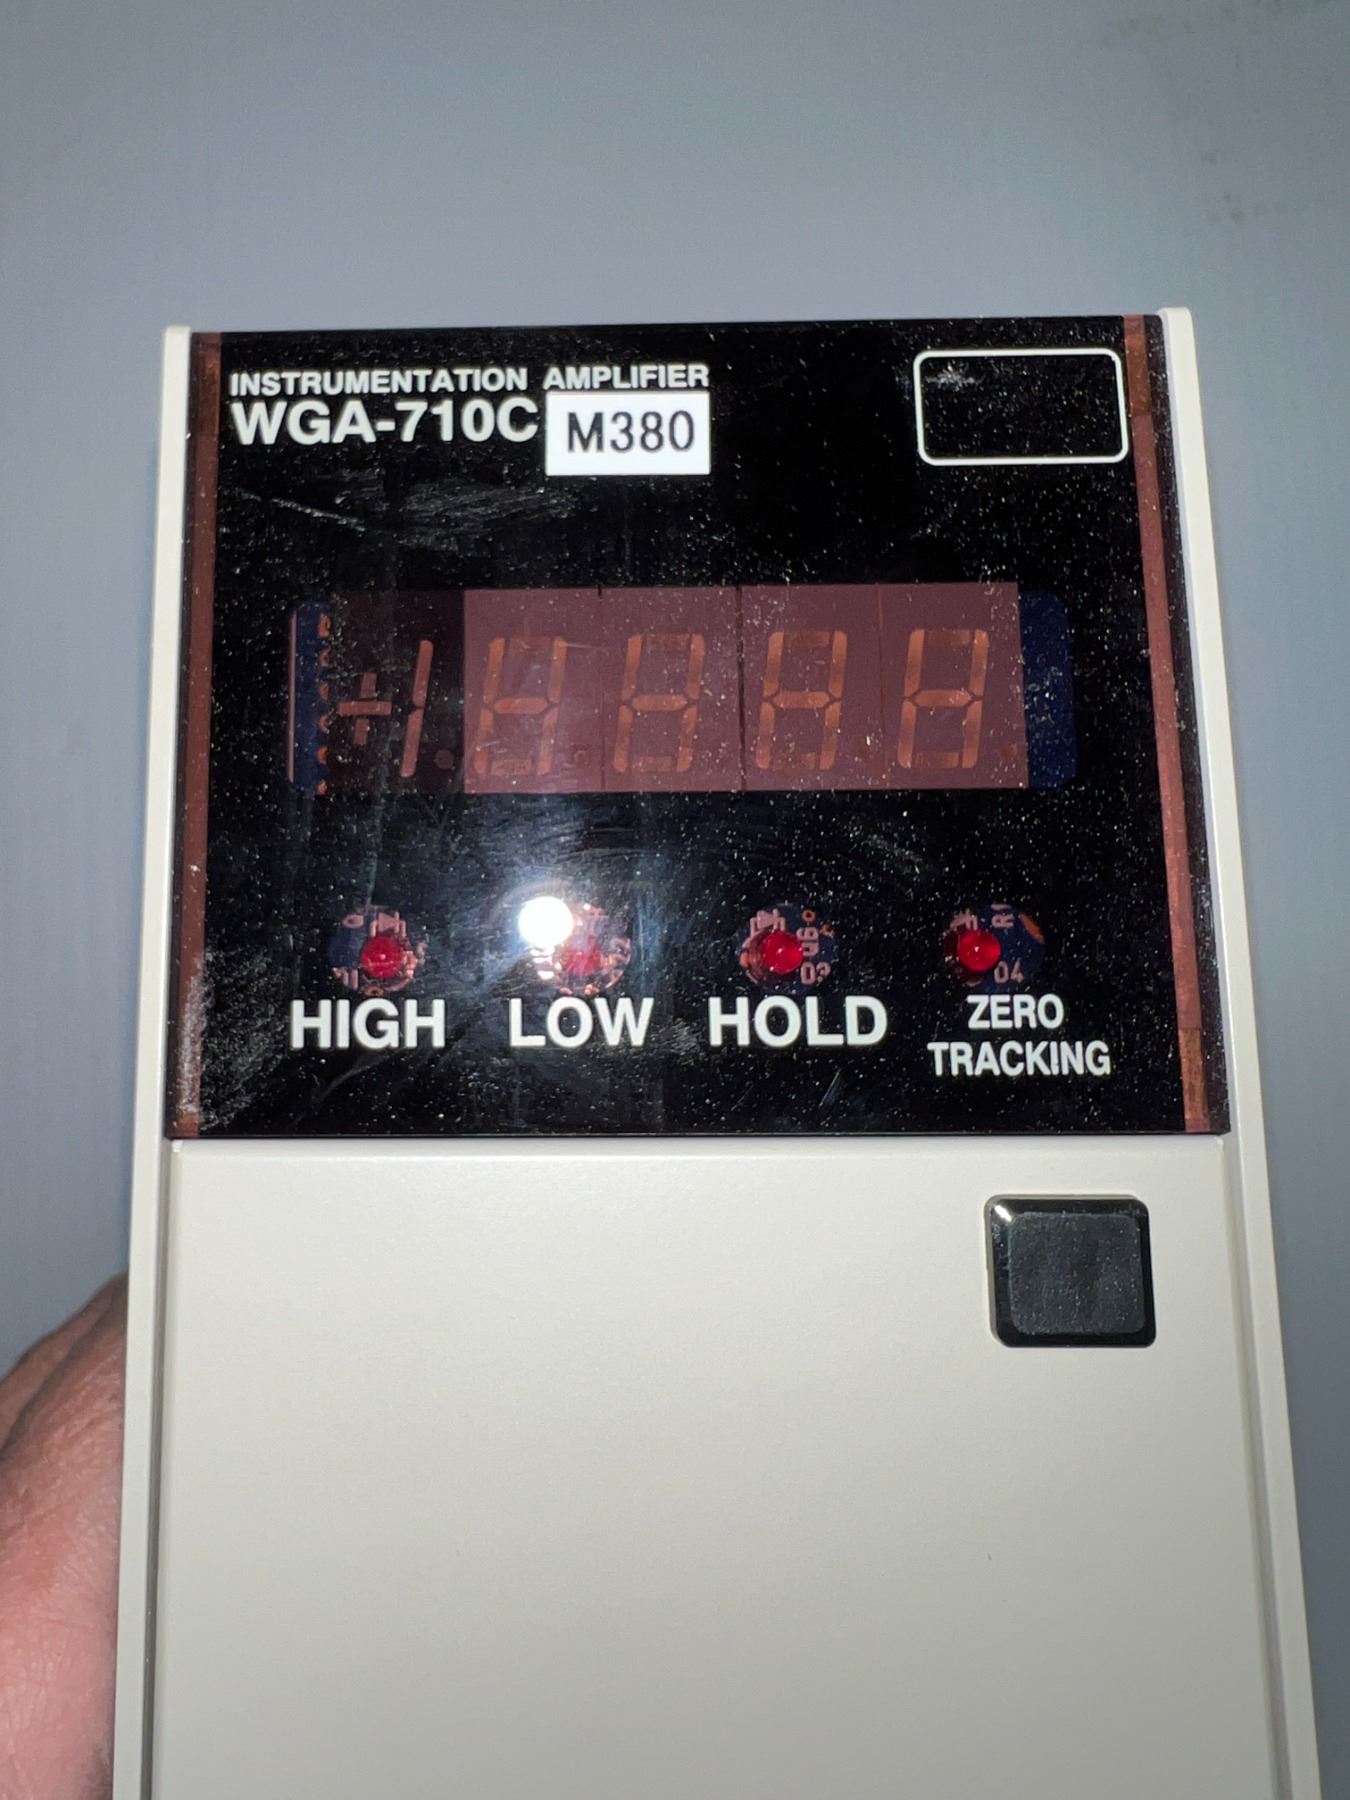 INSTRUMENTATION AMPLIFIER
WGA-710C M380
HIGH LOW HOLD ZERO TRACKING